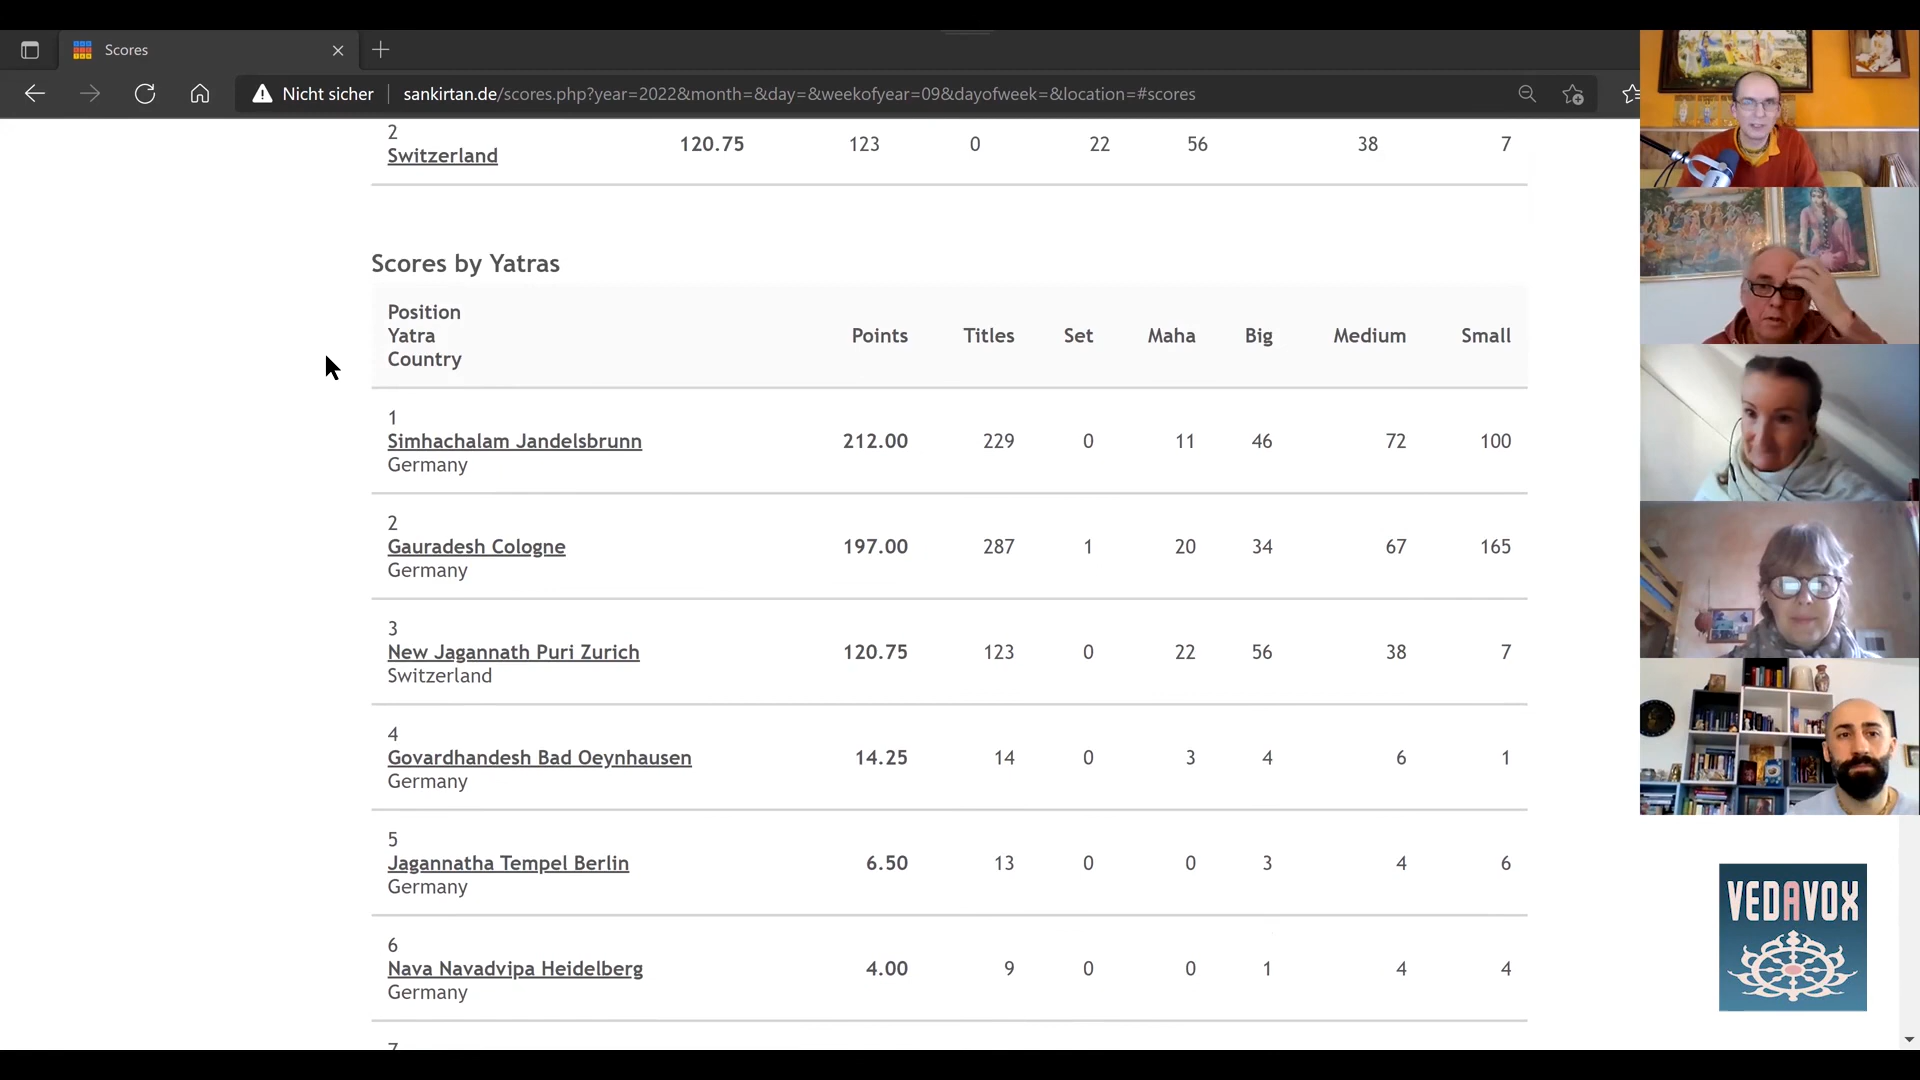 Scores
Nicht sicher sankirtan.de/scores.php?year=2022&month=&day=&weekofyear=09&dayofweek=&location=#scores
2
Switzerland 120.75 123 0 22 56 38 7
Scores by Yatras
Position
Yatra
Country
Points Titles Set Maha Big Medium Small
1
Simhachalam Jandelsbrunn 212.00 229 0 11 46 72 100
Germany
2
Gauradesh Cologne 197.00 287 1 20 34 67 165
Germany
3
New Jagannath Puri Zurich 120.75 123 0 22 56 38 7
Switzerland
4
Govardhandesh Bad Oeynhausen 14.25 14 0 3 4 6 1
Germany
5
Jagannatha Tempel Berlin 6.50 13 0 0 3 4 6
Germany
6
Nava Navadvipa Heidelberg 4.00 9 0 0 1 4 4
Germany
VEDAVOX